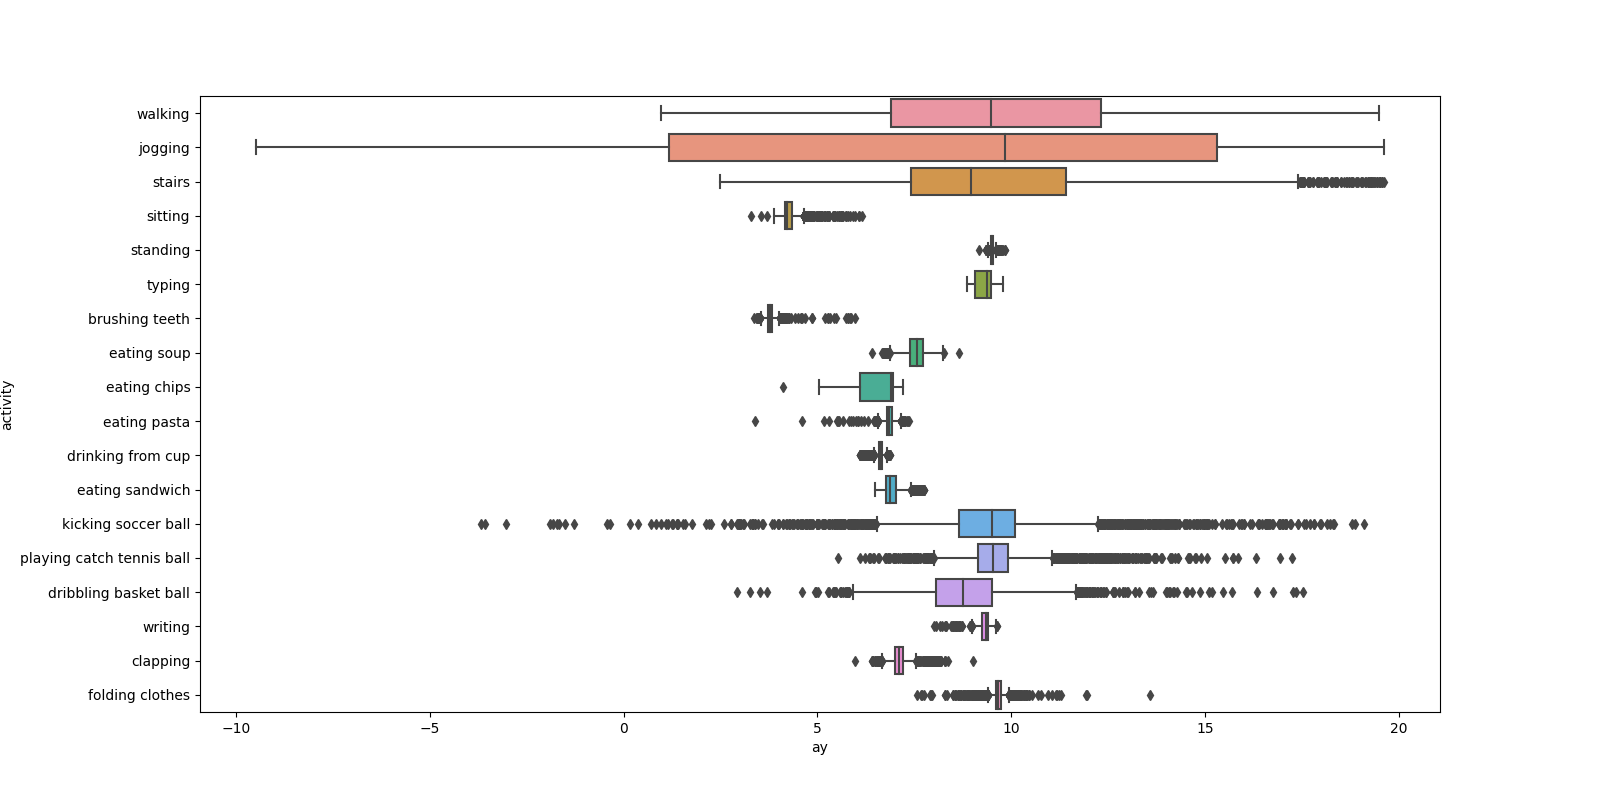 walking
jogging
stairs
sitting
standing
typing
brushing teeth
eating soup
eating chips
eating pasta
drinking from cup
eating sandwich
kicking soccer ball
playing catch tennis ball
dribbling basket ball
writing
clapping
folding clothes
activity
−10 −5 0 5 10 15 20
ay